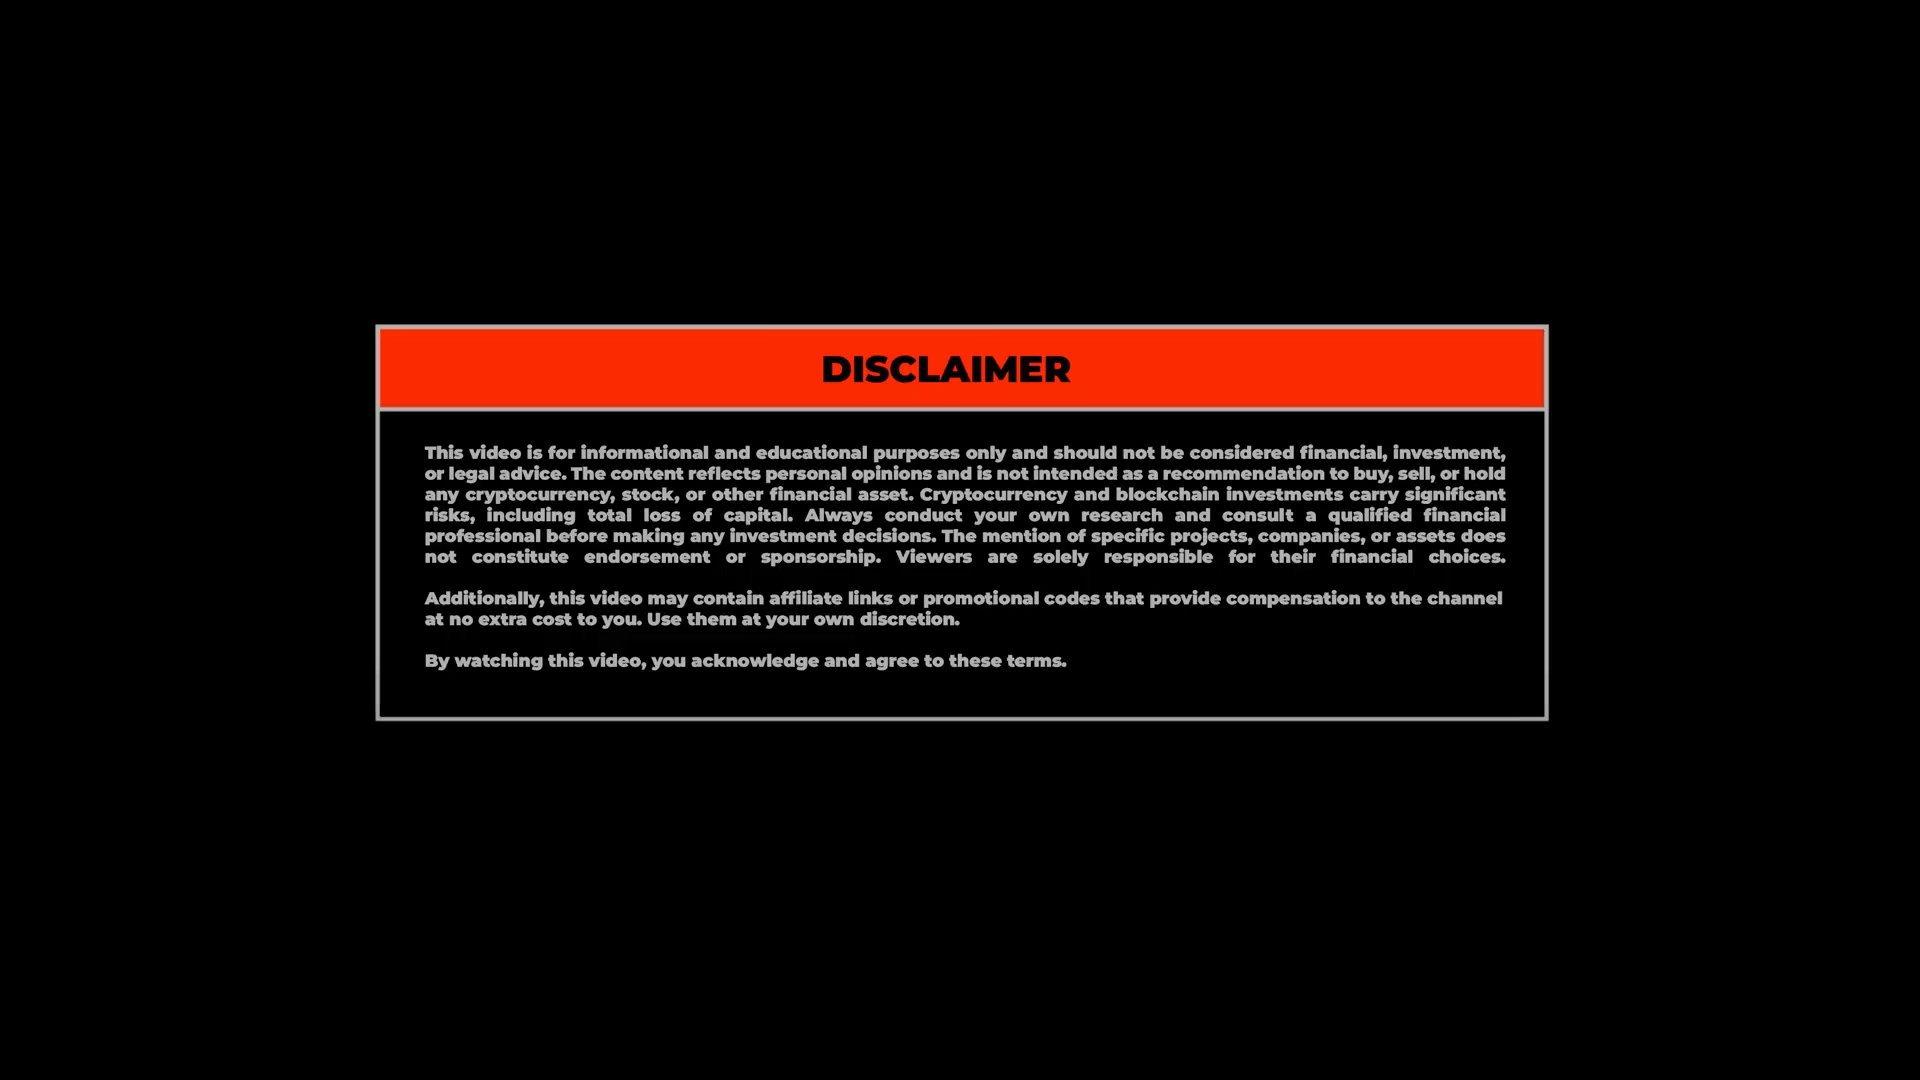 DISCLAIMER
This video is for informational and educational purposes only and should not be considered financial, investment,
or legal advice. The content reflects personal opinions and is not intended as a recommendation to buy, sell, or hold
any cryptocurrency, stock, or other financial asset. Cryptocurrency and blockchain investments carry significant
risks, including total loss of capital. Always conduct your own research and consult a qualified financial
professional before making any investment decisions. The mention of specific projects, companies, or assets does
not constitute endorsement or sponsorship. Viewers are solely responsible for their financial choices.
Additionally, this video may contain affiliate links or promotional codes that provide compensation to the channel
at no extra cost to you. Use them at your own discretion.
By watching this video, you acknowledge and agree to these terms.